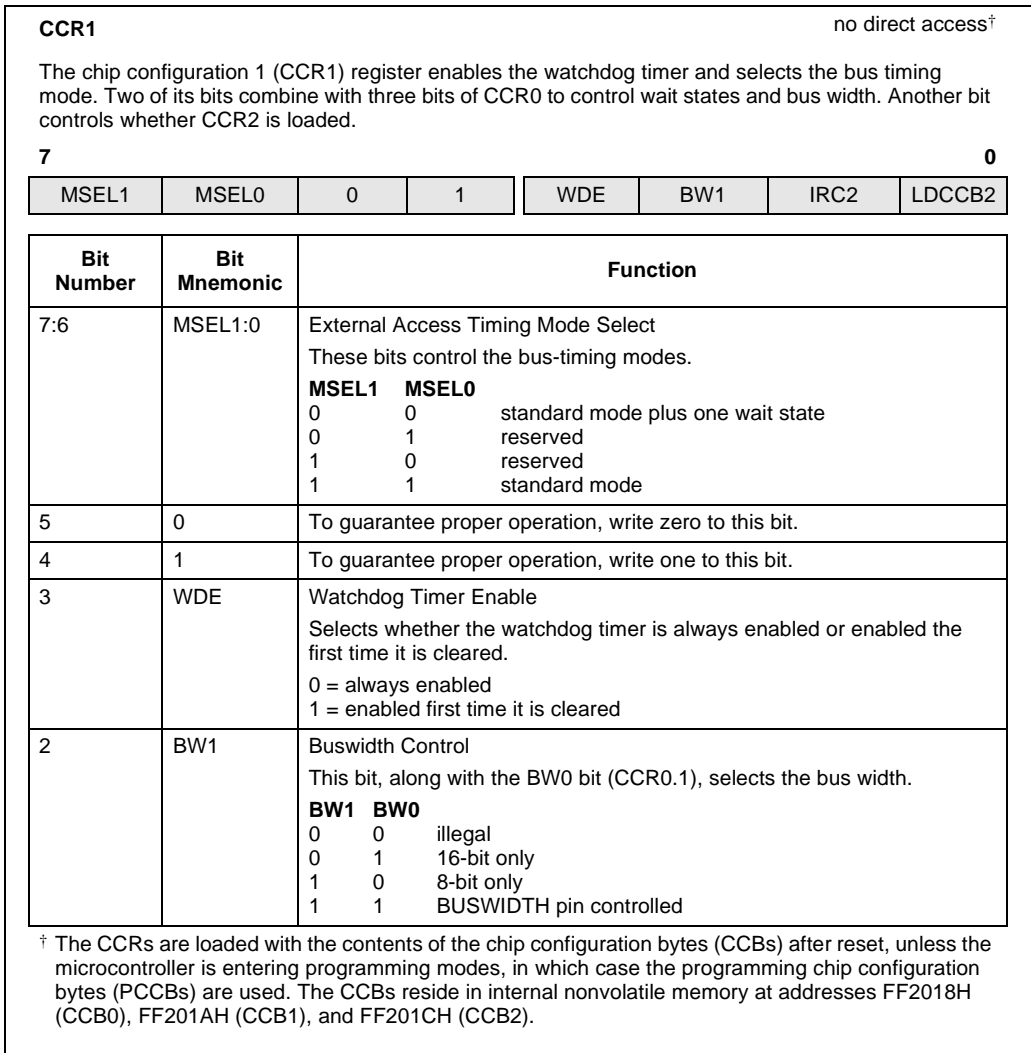 CCR1 no direct access†
The chip configuration 1 (CCR1) register enables the watchdog timer and selects the bus timing
mode. Two of its bits combine with three bits of CCR0 to control wait states and bus width. Another bit
controls whether CCR2 is loaded.
7 0
MSEL1 MSEL0 0 1 WDE BW1 IRC2 LDCCB2
Bit Number Bit Mnemonic Function
7:6 MSEL1:0 External Access Timing Mode Select
These bits control the bus-timing modes.
MSEL1 MSEL0
0 0 standard mode plus one wait state
0 1 reserved
1 0 reserved
1 1 standard mode
5 0 To guarantee proper operation, write zero to this bit.
4 1 To guarantee proper operation, write one to this bit.
3 WDE Watchdog Timer Enable
Selects whether the watchdog timer is always enabled or enabled the
first time it is cleared.
0 = always enabled
1 = enabled first time it is cleared
2 BW1 Buswidth Control
This bit, along with the BW0 bit (CCR0.1), selects the bus width.
BW1 BW0
0 0 illegal
0 1 16-bit only
1 0 8-bit only
1 1 BUSWIDTH pin controlled
† The CCRs are loaded with the contents of the chip configuration bytes (CCBs) after reset, unless the
microcontroller is entering programming modes, in which case the programming chip configuration
bytes (PCCBs) are used. The CCBs reside in internal nonvolatile memory at addresses FF2018H
(CCB0), FF201AH (CCB1), and FF201CH (CCB2).